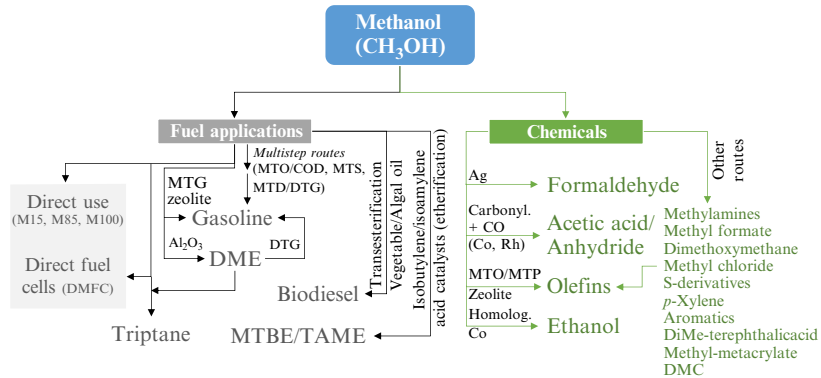 Methanol
(CH₃OH)
Fuel applications
Multistep routes
(MTO/COD, MTS,
MTD/DTG)
MTG
zeolite
Gasoline
Al₂O₃
DTG
DME
Direct use
(M15, M85, M100)
Direct fuel
cells (DMFC)
Triptane
Biodiesel
MTBE/TAME
Transesterification
Vegetable/Algal oil
Isobutylene/isoamylene
acid catalysts (etherification)
Chemicals
Ag
Formaldehyde
Carbonyl.
+ CO
(Co, Rh)
Acetic acid/
Anhydride
MTO/MTP
Zeolite
Olefins
Homolog.
Co
Ethanol
Other
routes
Methylamines
Methyl formate
Dimethoxymethane
Methyl chloride
S-derivatives
p-Xylene
Aromatics
DiMe-terephthalicacid
Methyl-metacrylate
DMC